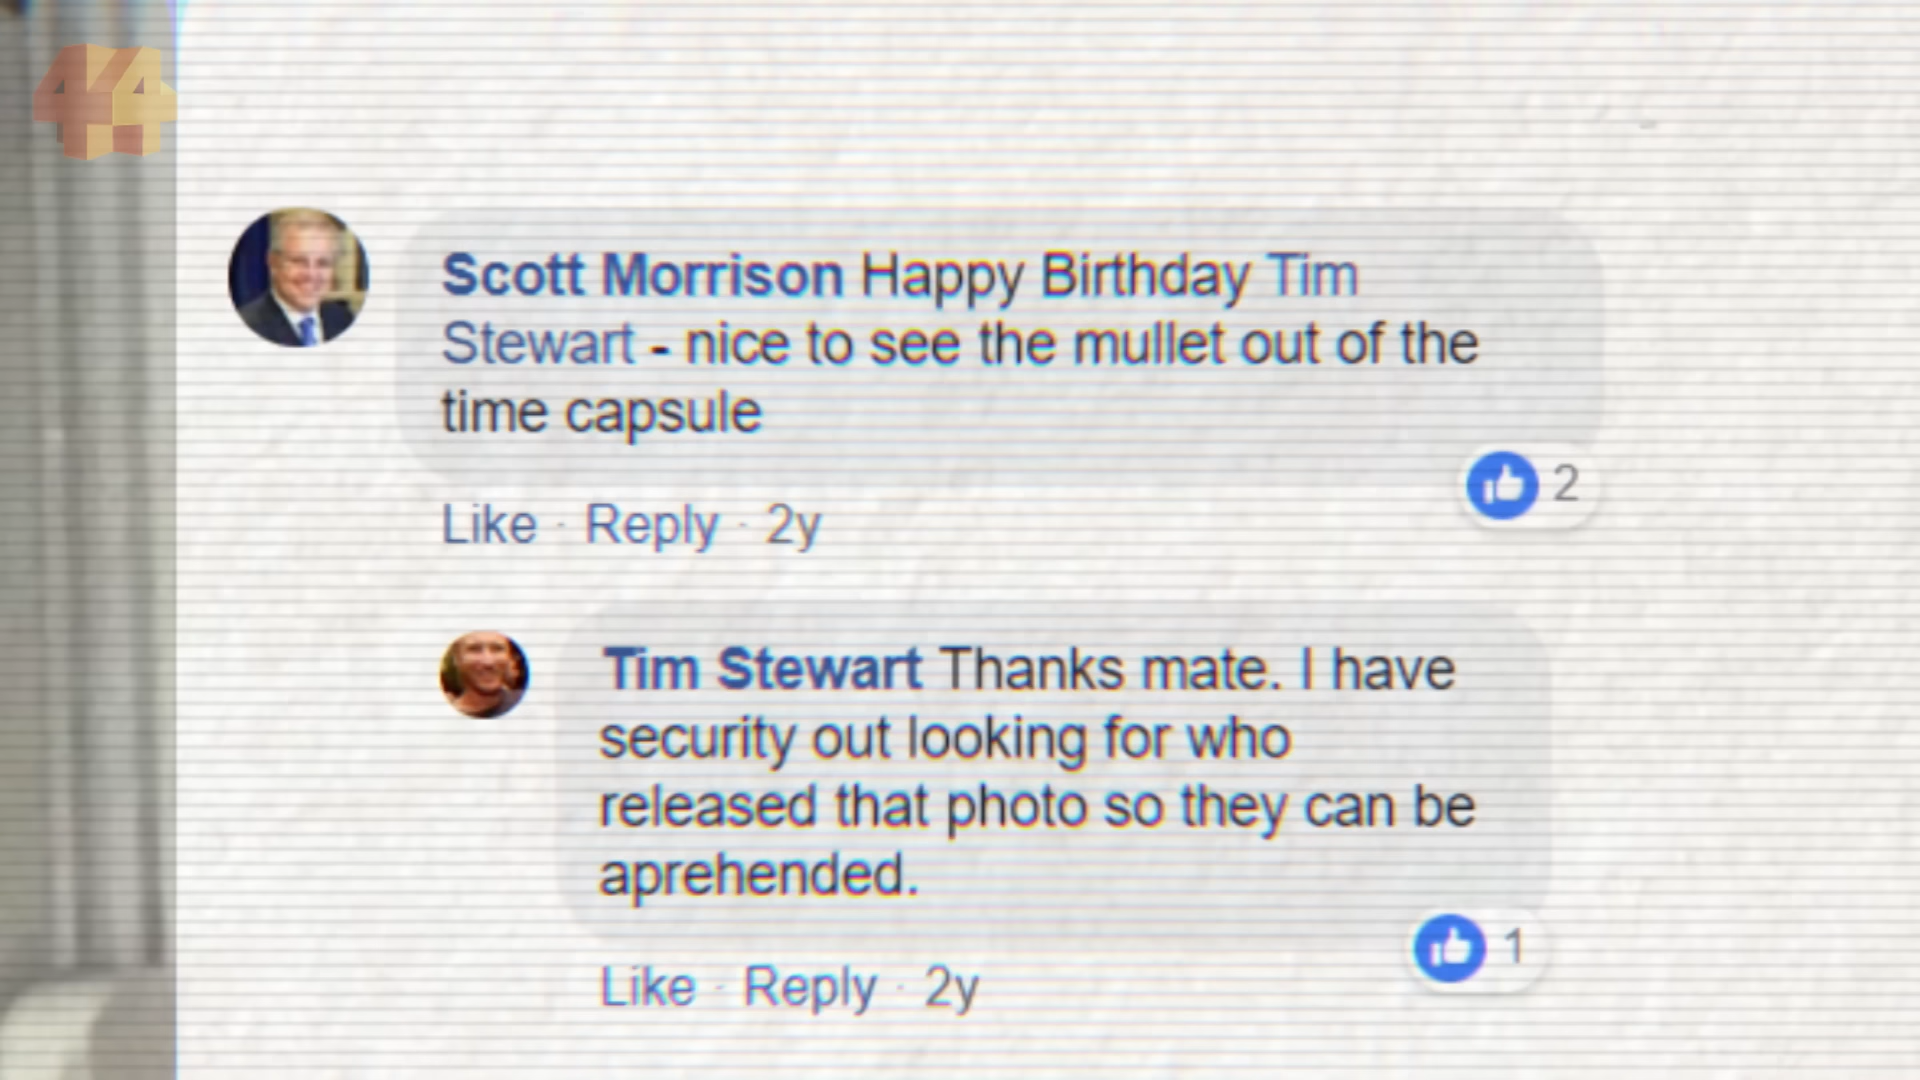 44
Scott Morrison Happy Birthday Tim
Stewart - nice to see the mullet out of the
time capsule
2
Like · Reply · 2y
Tim Stewart Thanks mate. I have
security out looking for who
released that photo so they can be
aprehended.
1
Like · Reply · 2y